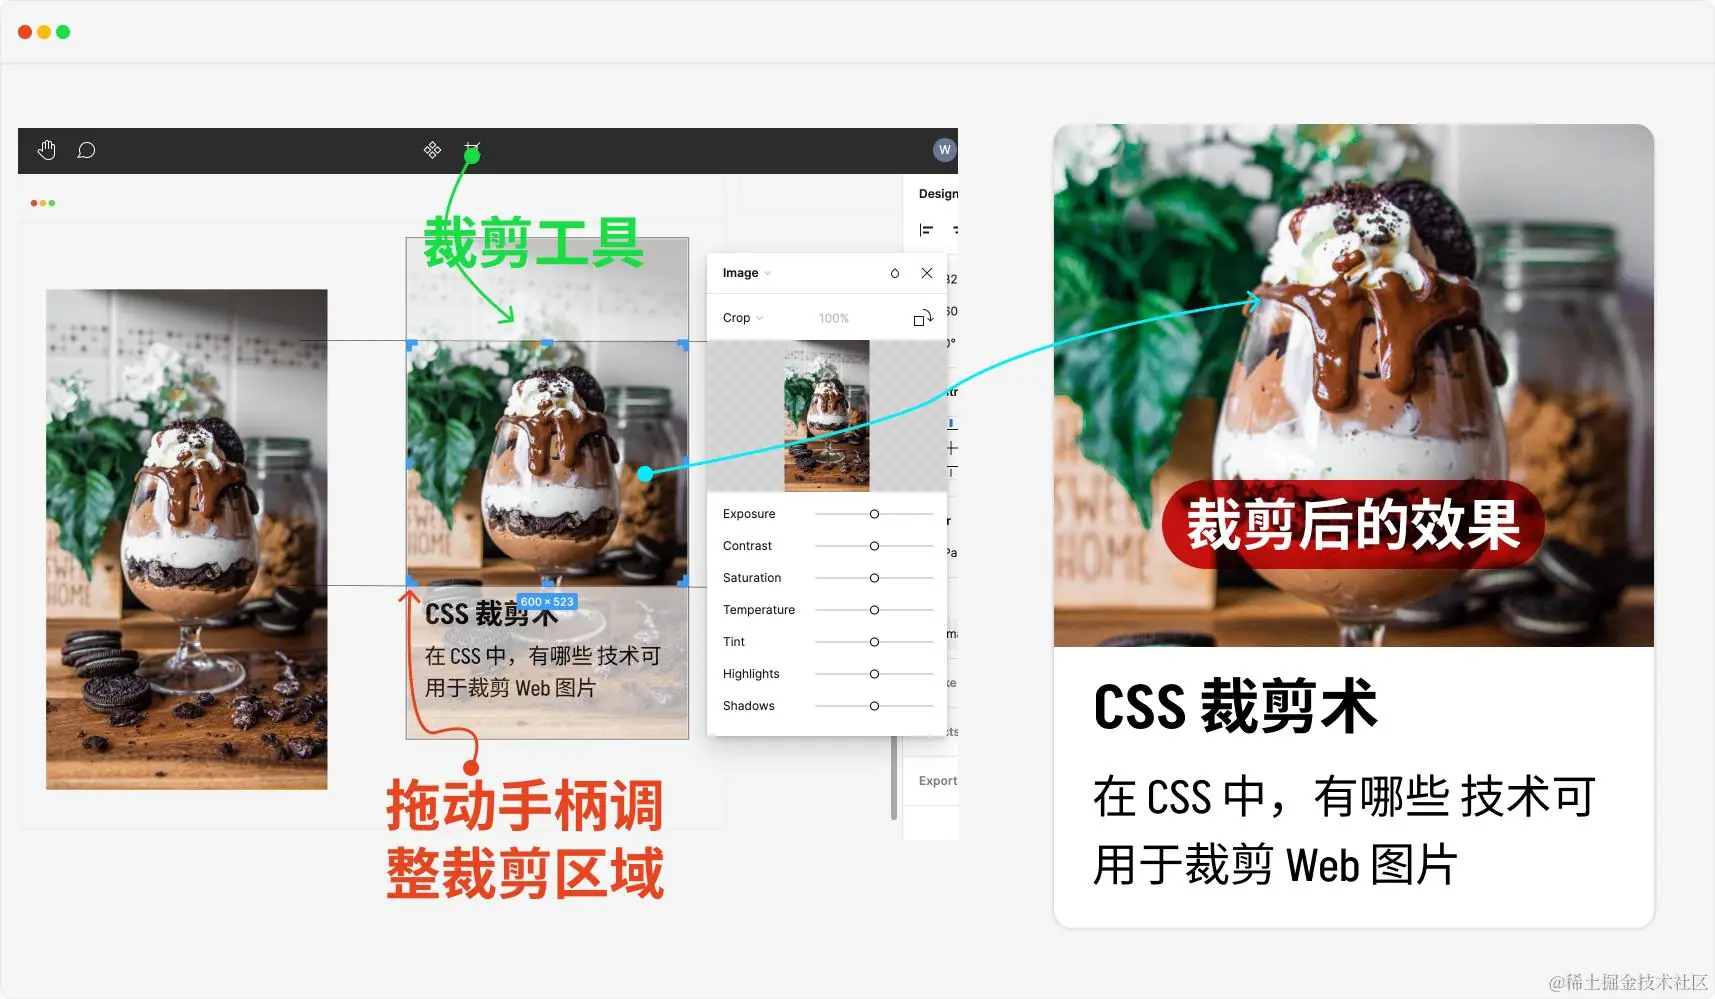 W
裁剪工具
Design
Image
Crop
100%
Exposure
Contrast
Saturation
Temperature
Tint
Highlights
Shadows
Export
600 × 523
CSS 裁剪术
在 CSS 中，有哪些 技术可
用于裁剪 Web 图片
拖动手柄调
整裁剪区域
SWEET
HOME
裁剪后的效果
CSS 裁剪术
在 CSS 中，有哪些 技术可
用于裁剪 Web 图片
@稀土掘金技术社区